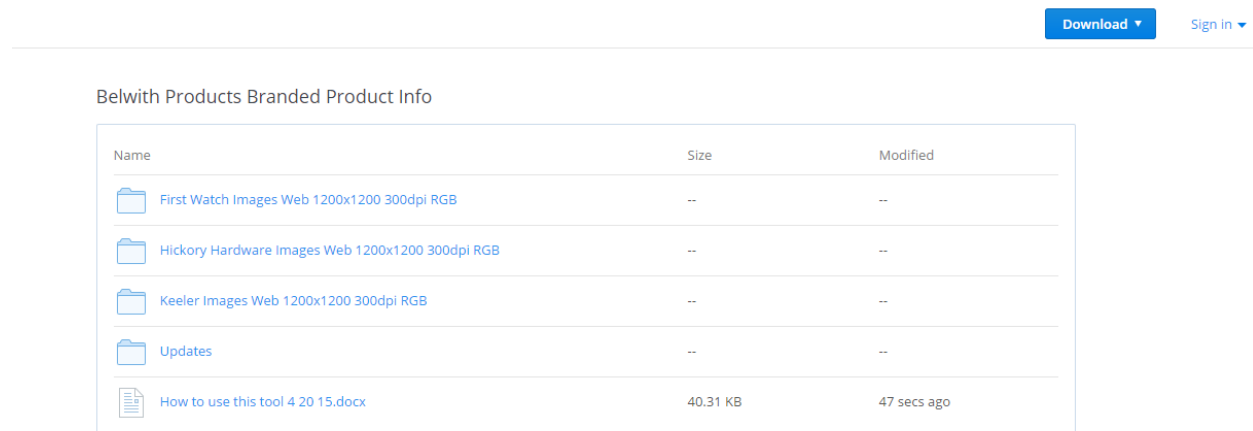 Download Sign in
Belwith Products Branded Product Info
Name Size Modified
First Watch Images Web 1200x1200 300dpi RGB -- --
Hickory Hardware Images Web 1200x1200 300dpi RGB -- --
Keeler Images Web 1200x1200 300dpi RGB -- --
Updates -- --
How to use this tool 4 20 15.docx 40.31 KB 47 secs ago